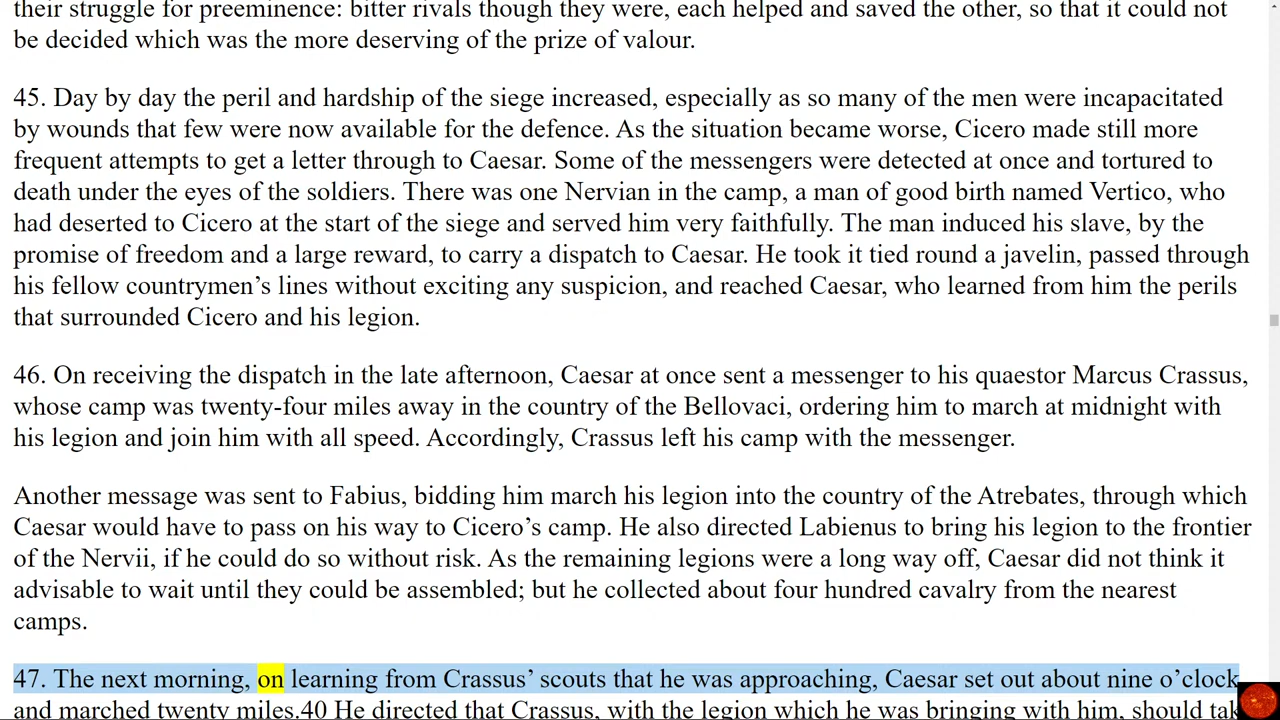 their struggle for preeminence: bitter rivals though they were, each helped and saved the other, so that it could not
be decided which was the more deserving of the prize of valour.
45. Day by day the peril and hardship of the siege increased, especially as so many of the men were incapacitated
by wounds that few were now available for the defence. As the situation became worse, Cicero made still more
frequent attempts to get a letter through to Caesar. Some of the messengers were detected at once and tortured to
death under the eyes of the soldiers. There was one Nervian in the camp, a man of good birth named Vertico, who
had deserted to Cicero at the start of the siege and served him very faithfully. The man induced his slave, by the
promise of freedom and a large reward, to carry a dispatch to Caesar. He took it tied round a javelin, passed through
his fellow countrymen’s lines without exciting any suspicion, and reached Caesar, who learned from him the perils
that surrounded Cicero and his legion.
46. On receiving the dispatch in the late afternoon, Caesar at once sent a messenger to his quaestor Marcus Crassus,
whose camp was twenty-four miles away in the country of the Bellovaci, ordering him to march at midnight with
his legion and join him with all speed. Accordingly, Crassus left his camp with the messenger.
Another message was sent to Fabius, bidding him march his legion into the country of the Atrebates, through which
Caesar would have to pass on his way to Cicero’s camp. He also directed Labienus to bring his legion to the frontier
of the Nervii, if he could do so without risk. As the remaining legions were a long way off, Caesar did not think it
advisable to wait until they could be assembled; but he collected about four hundred cavalry from the nearest
camps.
47. The next morning, on learning from Crassus’ scouts that he was approaching, Caesar set out about nine o’clock
and marched twenty miles.40 He directed that Crassus, with the legion which he was bringing with him, should